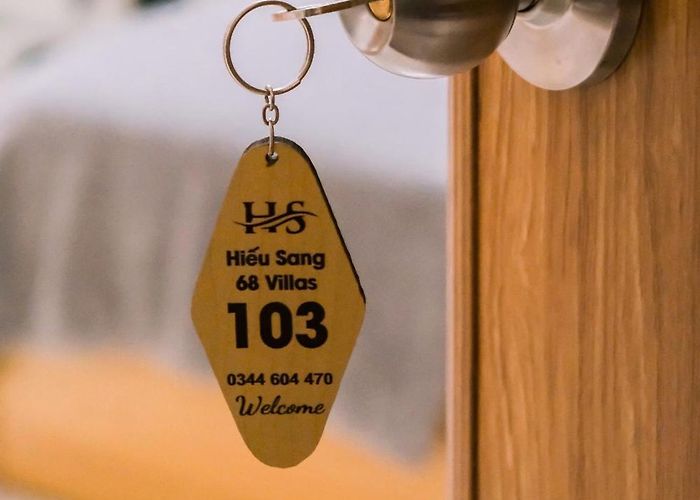 HS
Hiếu Sang
68 Villas
103
0344 604 470
Welcome